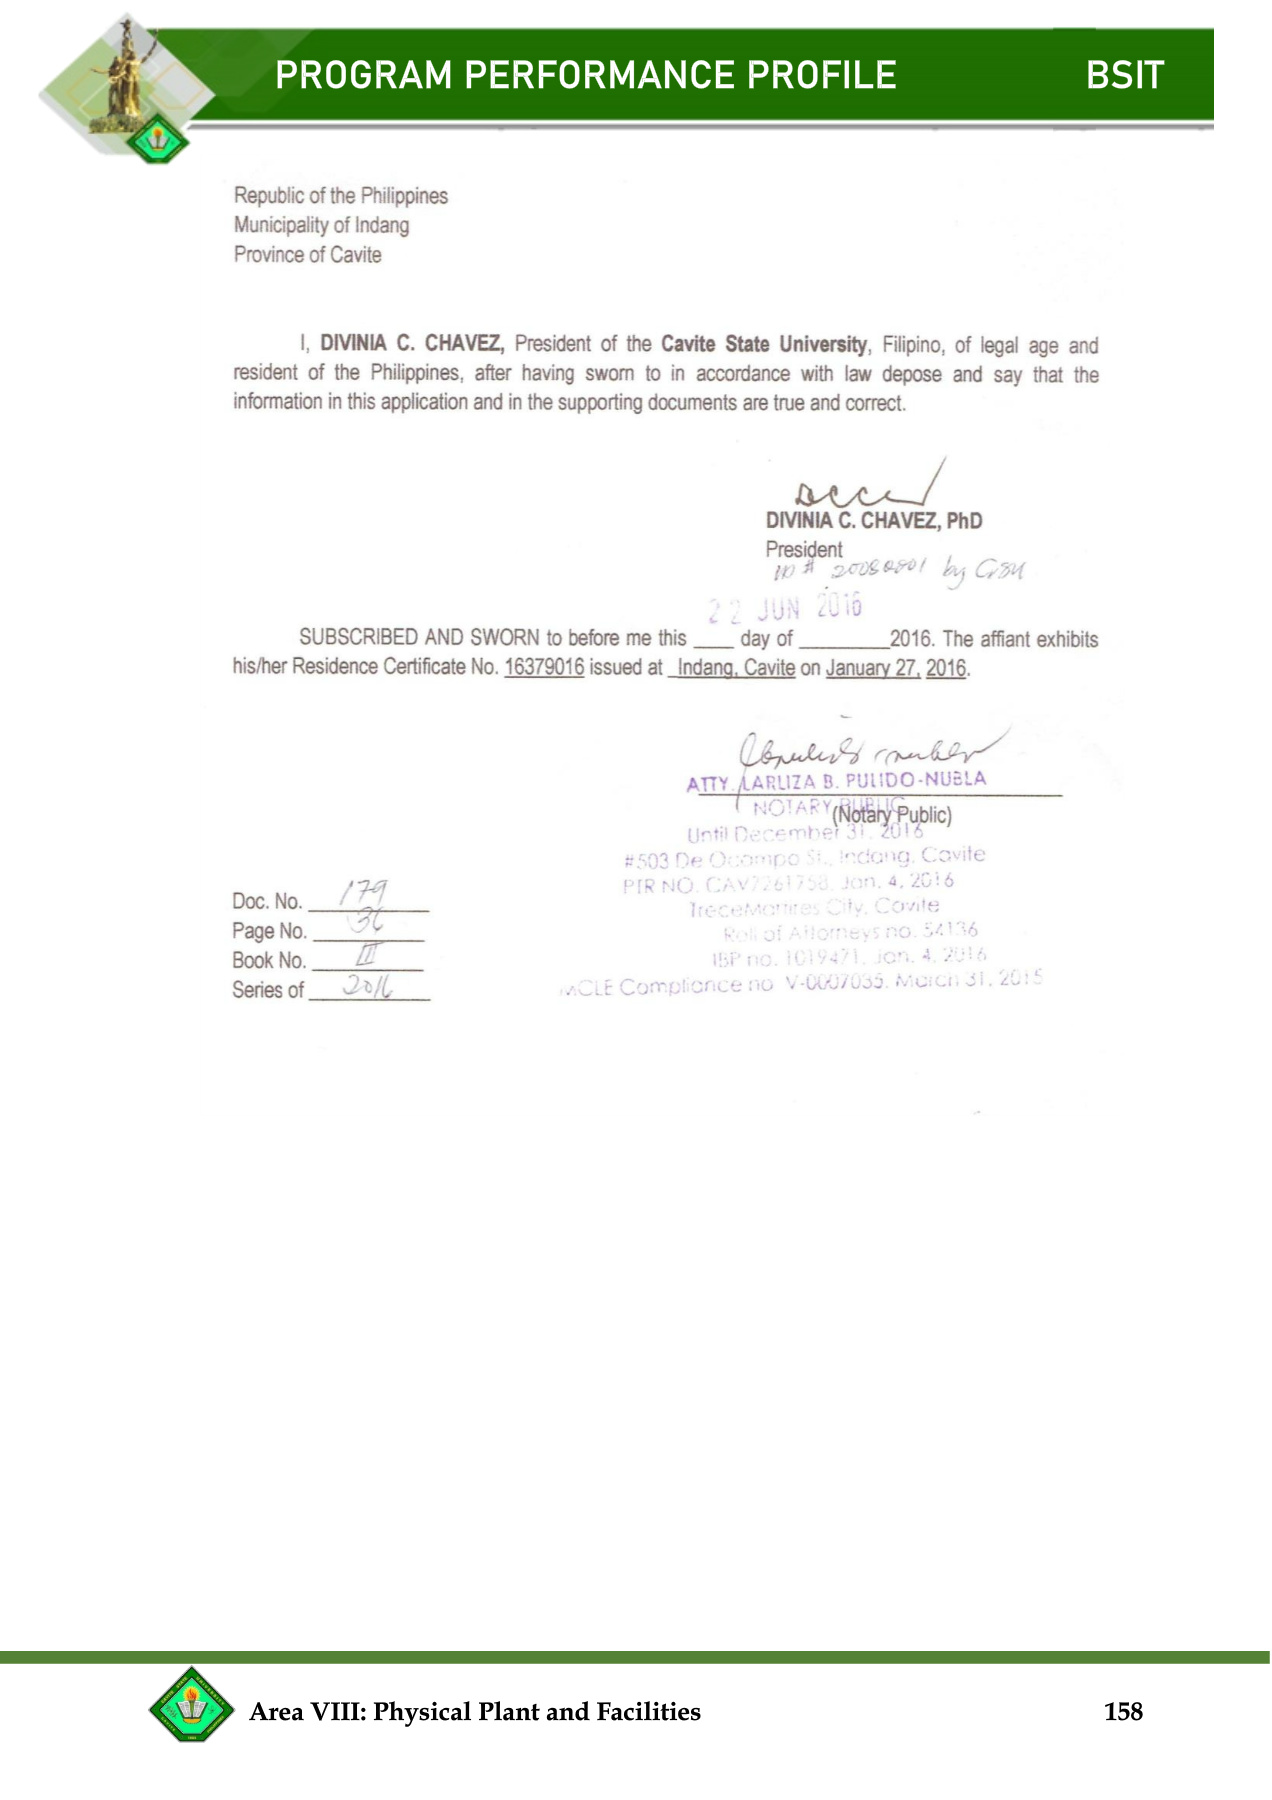 PROGRAM PERFORMANCE PROFILE BSIT
Republic of the Philippines
Municipality of Indang
Province of Cavite
I, DIVINIA C. CHAVEZ, President of the Cavite State University, Filipino, of legal age and
resident of the Philippines, after having sworn to in accordance with law depose and say that the
information in this application and in the supporting documents are true and correct.
DIVINIA C. CHAVEZ, PhD
President
ID # by
22 JUN 2016
SUBSCRIBED AND SWORN to before me this ____ day of _________2016. The affiant exhibits
his/her Residence Certificate No. 16379016 issued at _Indang, Cavite on January 27, 2016.
ATTY. LARLIZA B. PULIDO-NUELA
NOTARY PUBLIC
(Notary Public)
Until December 31, 2016
#503 De Ocampo St., Indang, Cavite
PTR NO. CAV7261758, Jan. 4, 2016
TreceMartires City, Cavite
Roll of Attorneys no. 54136
IBP no. 1019471, Jan. 4, 2016
MCLE Compliance no V-0007035, March 31, 2015
Doc. No. 179
Page No. 36
Book No. III
Series of 2016
Area VIII: Physical Plant and Facilities 158